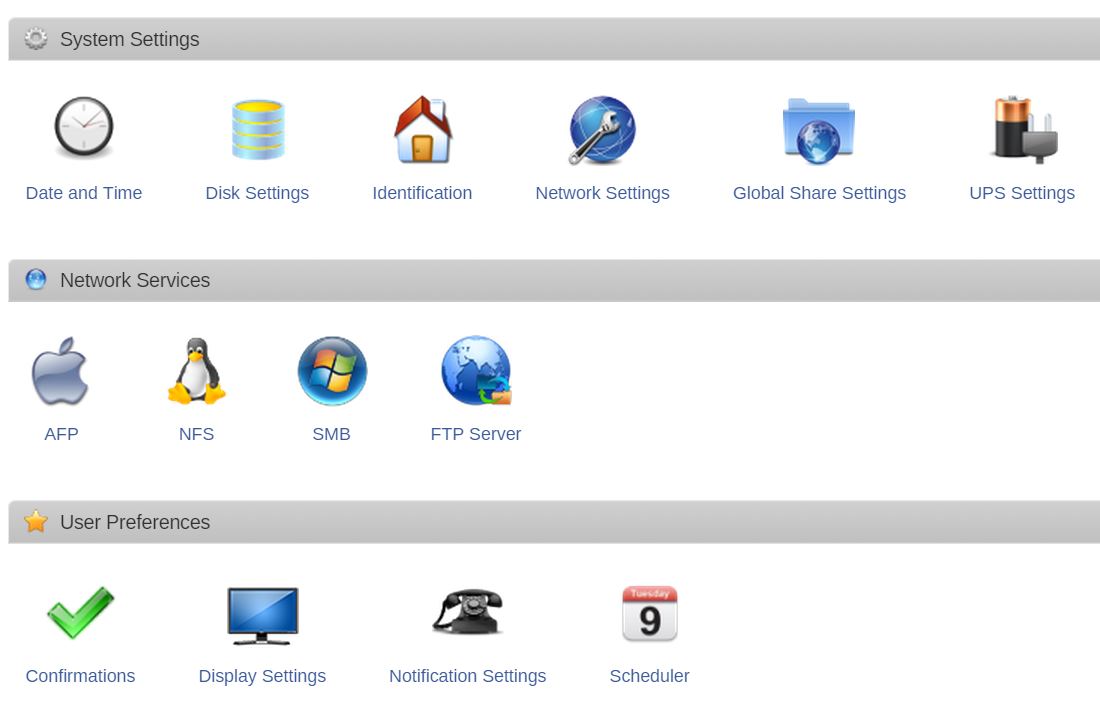 System Settings
Date and Time
Disk Settings
Identification
Network Settings
Global Share Settings
UPS Settings
Network Services
AFP
NFS
SMB
FTP Server
User Preferences
Tuesday
9
Confirmations
Display Settings
Notification Settings
Scheduler